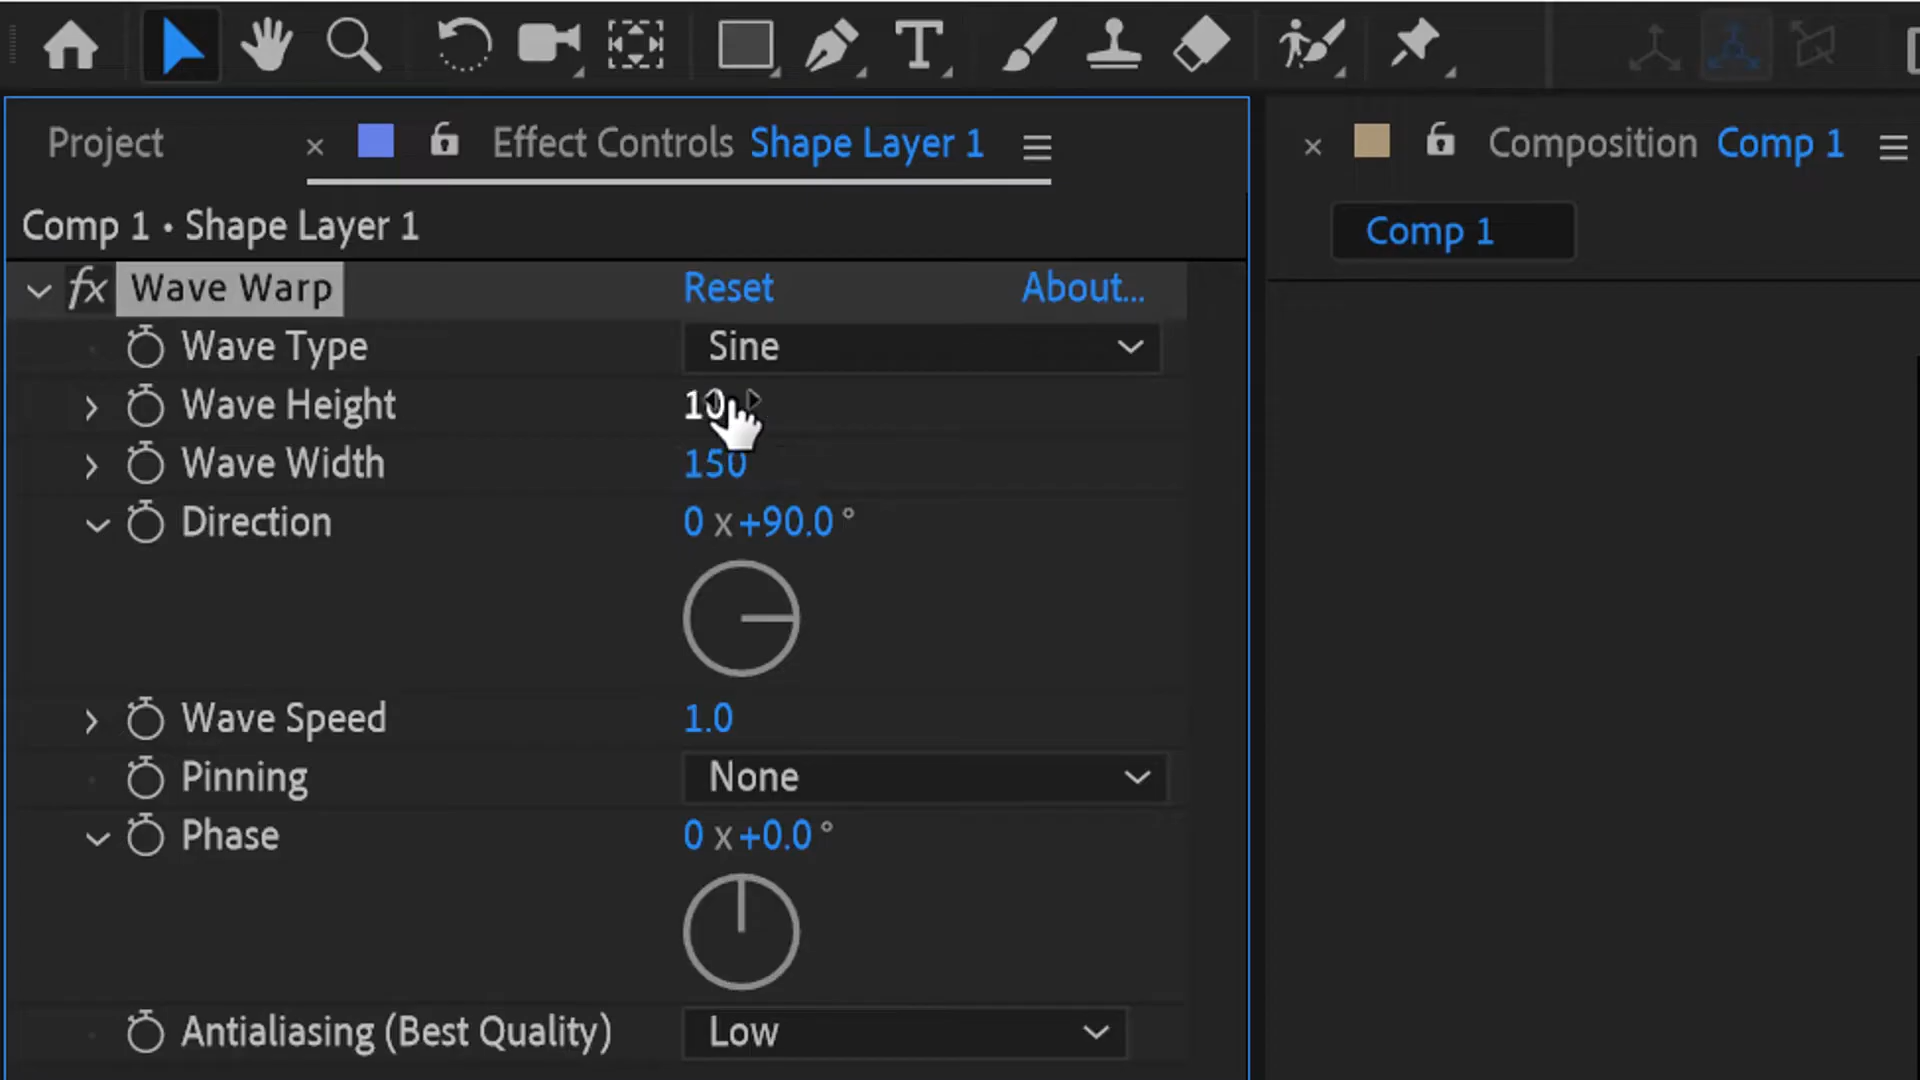 Project
Effect Controls Shape Layer 1
Composition Comp 1
Comp 1 • Shape Layer 1
Comp 1
fx Wave Warp Reset About...
Wave Type Sine
Wave Height 10
Wave Width 150
Direction 0 x +90.0 °
Wave Speed 1.0
Pinning None
Phase 0 x +0.0 °
Antialiasing (Best Quality) Low